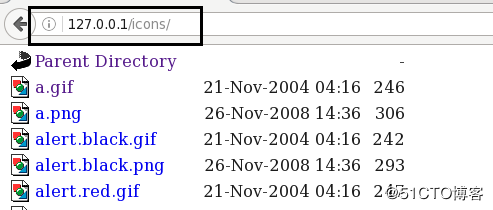 127.0.0.1/icons/
Parent Directory -
a.gif 21-Nov-2004 04:16 246
a.png 26-Nov-2008 14:36 306
alert.black.gif 21-Nov-2004 04:16 242
alert.black.png 26-Nov-2008 14:36 293
alert.red.gif 21-Nov-2004 04:16
@51CTO博客